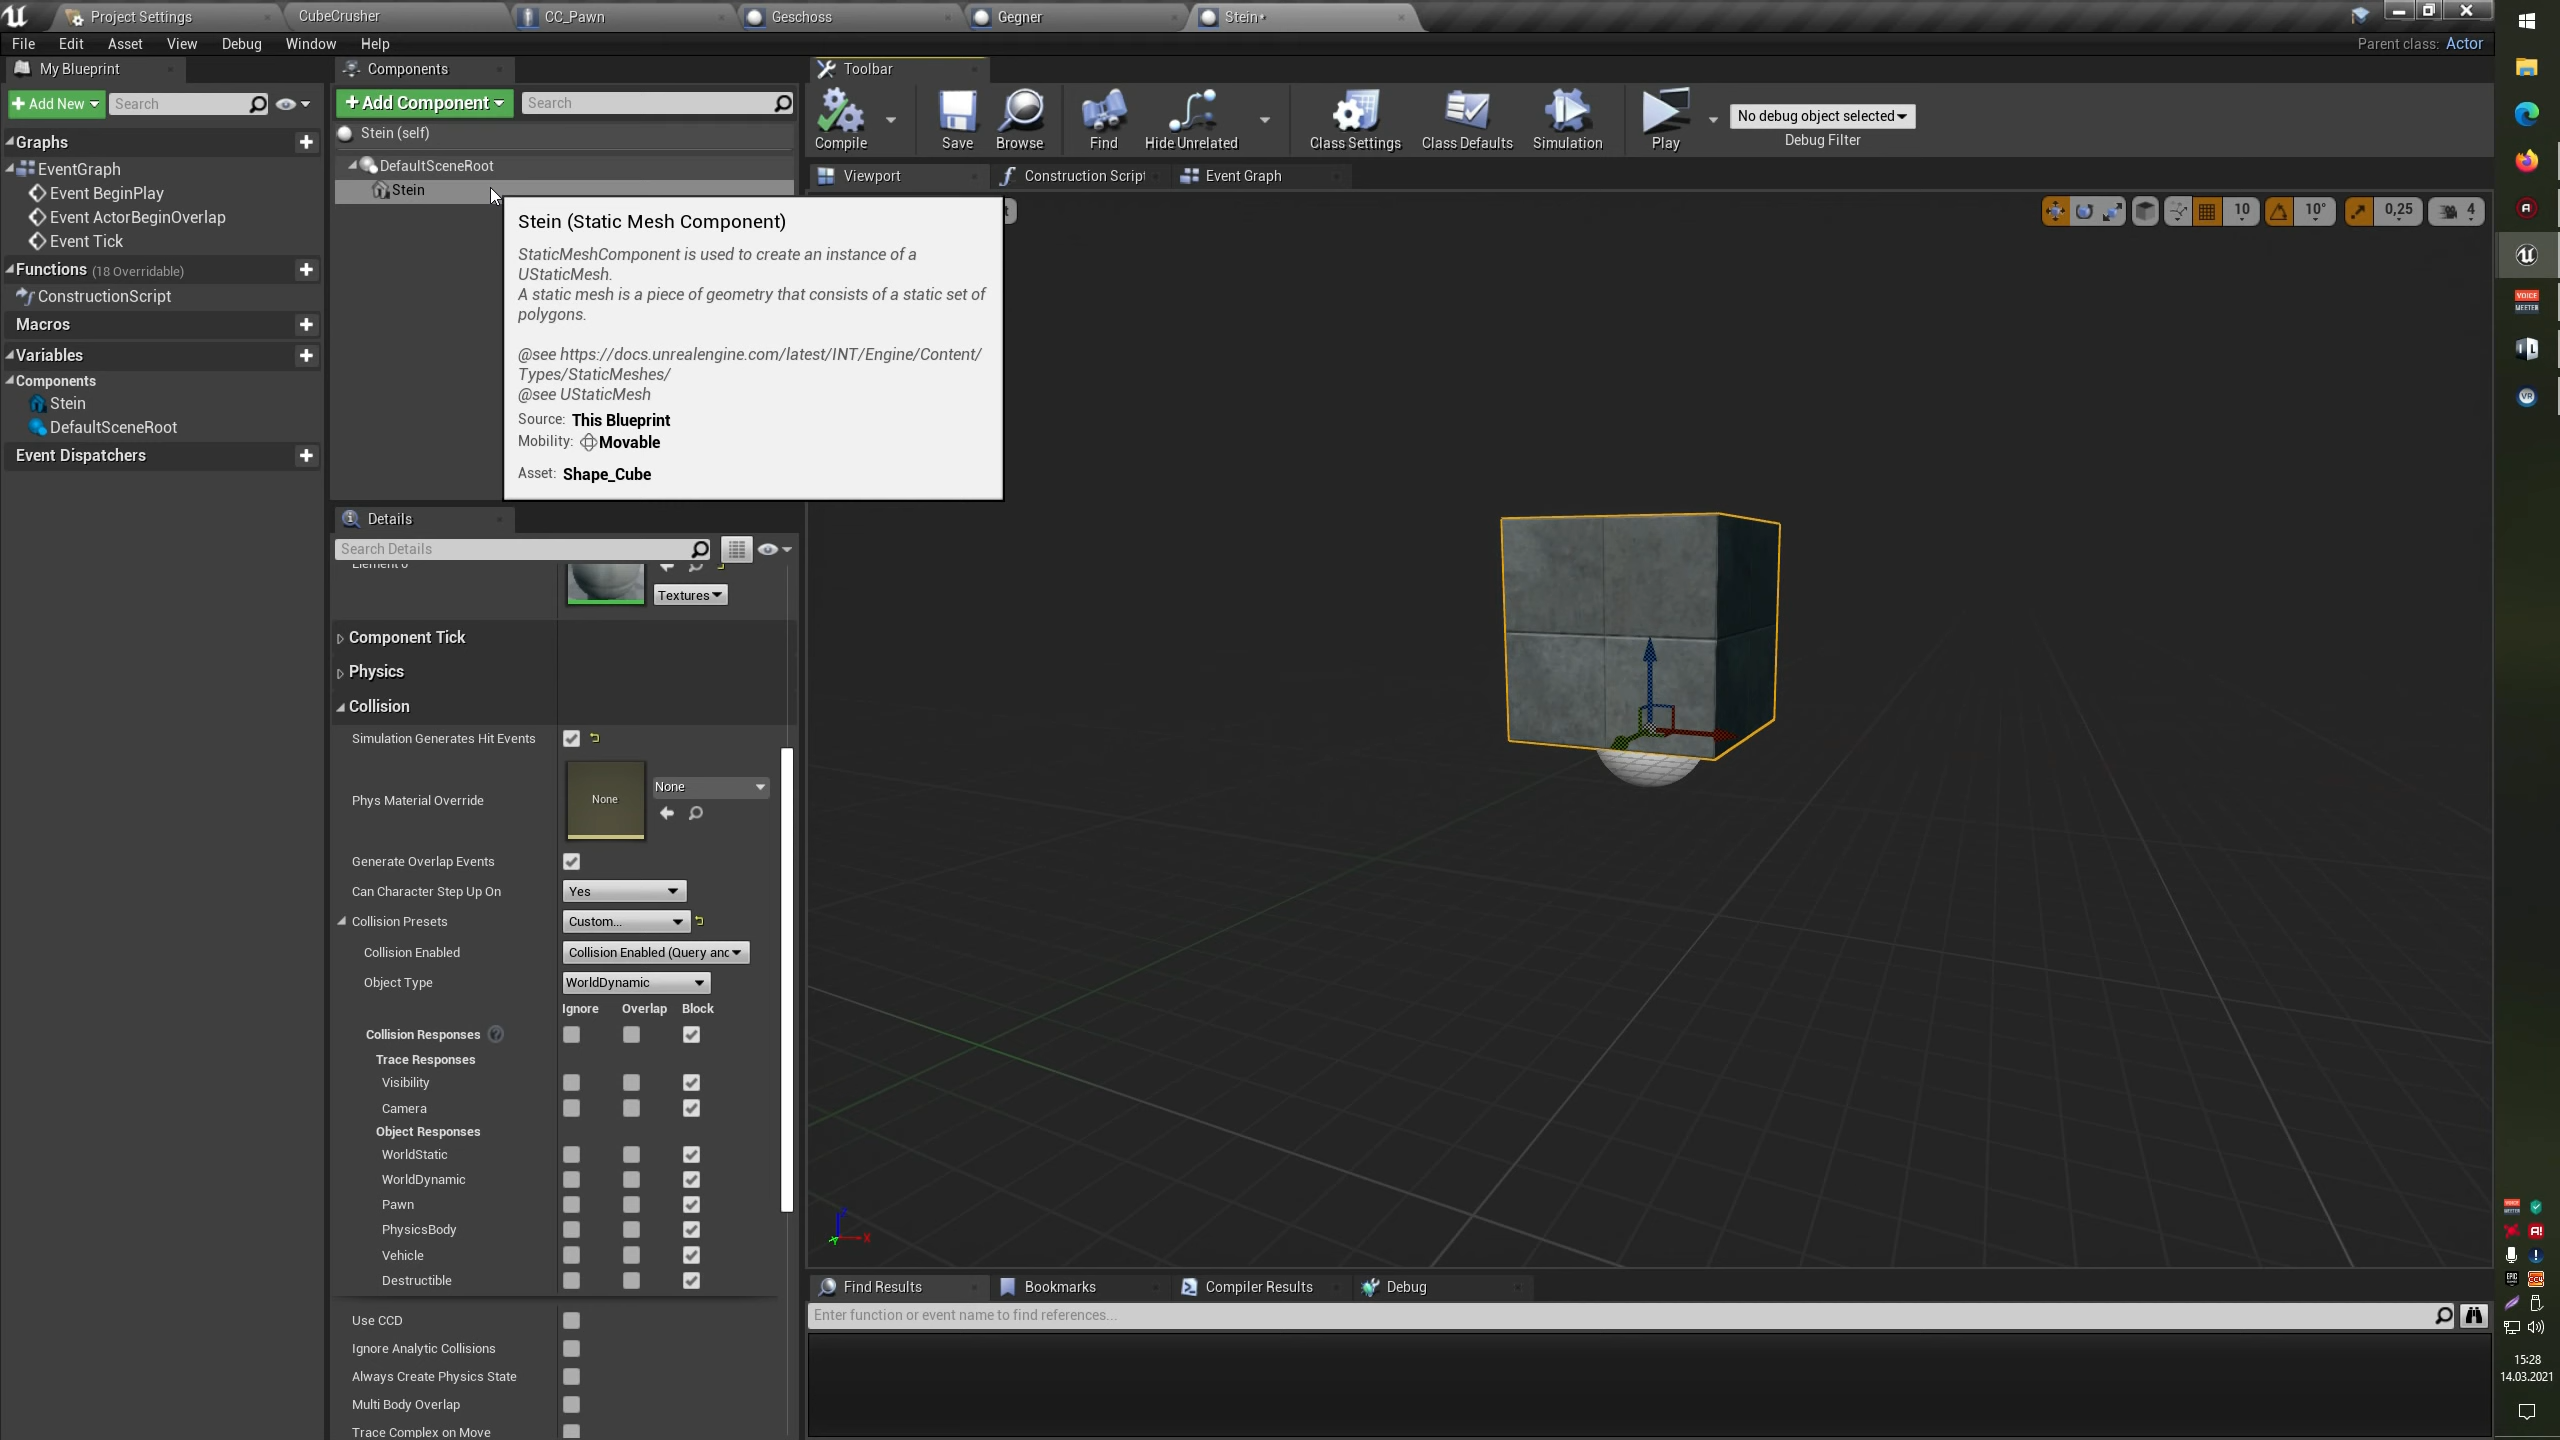 Project Settings
CubeCrusher
CC_Pawn
Geschoss
Gegner
Stein*
File Edit Asset View Debug Window Help
Parent class: Actor
My Blueprint
Add New
Search
Graphs
EventGraph
Event BeginPlay
Event ActorBeginOverlap
Event Tick
Functions (18 Overridable)
ConstructionScript
Macros
Variables
Components
Stein
DefaultSceneRoot
Event Dispatchers
Components
+ Add Component
Search
Stein (self)
DefaultSceneRoot
Stein
Toolbar
Compile
Save
Browse
Find
Hide Unrelated
Class Settings
Class Defaults
Simulation
Play
No debug object selected
Debug Filter
Viewport
Construction Script
Event Graph
10
10°
0,25
4
Stein (Static Mesh Component)
StaticMeshComponent is used to create an instance of a
UStaticMesh.
A static mesh is a piece of geometry that consists of a static set of
polygons.
@see https://docs.unrealengine.com/latest/INT/Engine/Content/
Types/StaticMeshes/
@see UStaticMesh
Source: This Blueprint
Mobility: Movable
Asset: Shape_Cube
Details
Search Details
Textures
Component Tick
Physics
Collision
Simulation Generates Hit Events
Phys Material Override
None
None
Generate Overlap Events
Can Character Step Up On
Yes
Collision Presets
Custom...
Collision Enabled
Collision Enabled (Query and
Object Type
WorldDynamic
Ignore Overlap Block
Collision Responses
Trace Responses
Visibility
Camera
Object Responses
WorldStatic
WorldDynamic
Pawn
PhysicsBody
Vehicle
Destructible
Use CCD
Ignore Analytic Collisions
Always Create Physics State
Multi Body Overlap
Trace Complex on Move
Find Results
Bookmarks
Compiler Results
Debug
Enter function or event name to find references...
X
VOICE
MEETER
VR
15:28
14.03.2021